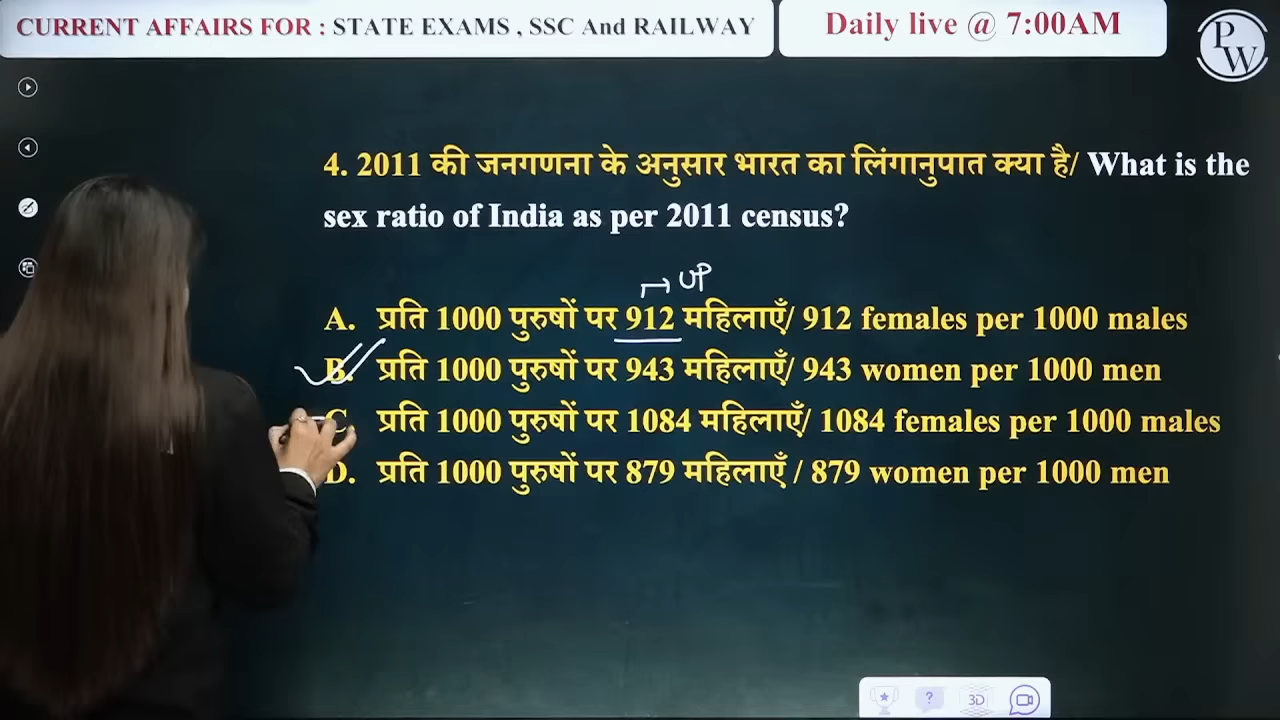 CURRENT AFFAIRS FOR : STATE EXAMS , SSC And RAILWAY
Daily live @ 7:00AM
PW
4. 2011 की जनगणना के अनुसार भारत का लिंगानुपात क्या है/ What is the
sex ratio of India as per 2011 census?
UP
A. प्रति 1000 पुरुषों पर 912 महिलाएँ/ 912 females per 1000 males
B. प्रति 1000 पुरुषों पर 943 महिलाएँ/ 943 women per 1000 men
C. प्रति 1000 पुरुषों पर 1084 महिलाएँ/ 1084 females per 1000 males
D. प्रति 1000 पुरुषों पर 879 महिलाएँ / 879 women per 1000 men
3D